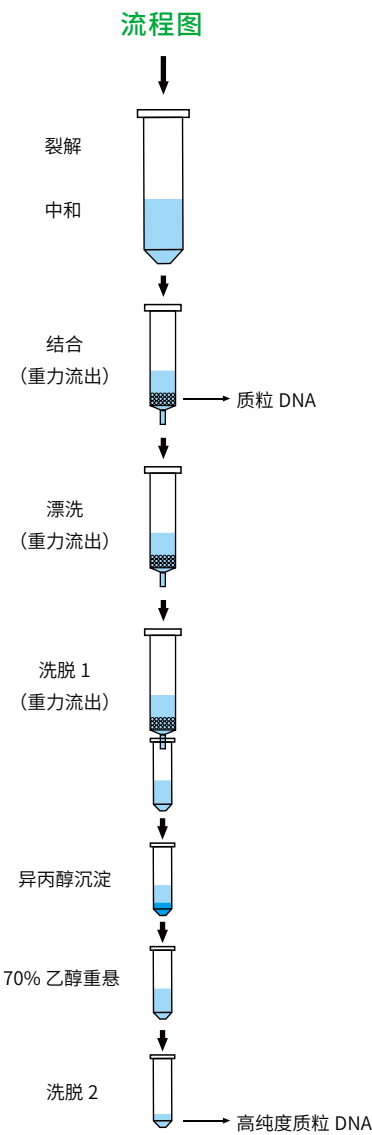 流程图
裂解
中和
结合
（重力流出）
质粒 DNA
漂洗
（重力流出）
洗脱 1
（重力流出）
异丙醇沉淀
70% 乙醇重悬
洗脱 2
高纯度质粒 DNA